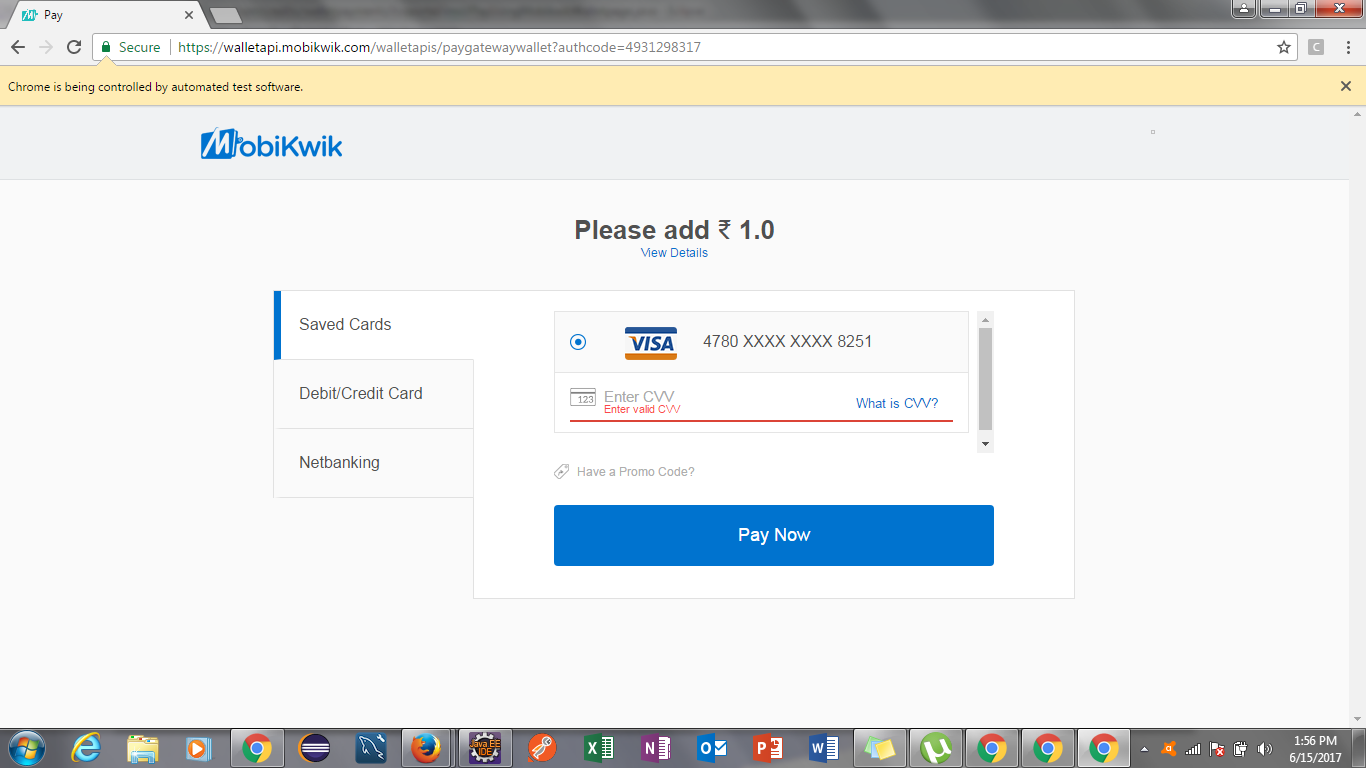 Pay
Secure
https://walletapi.mobikwik.com/walletapis/paygatewaywallet?authcode=4931298317
C
Chrome is being controlled by automated test software.
MobiKwik
Please add ₹ 1.0
View Details
Saved Cards
VISA 4780 XXXX XXXX 8251
Debit/Credit Card
123 Enter CVV
Enter valid CVV
What is CVV?
Netbanking
Have a Promo Code?
Pay Now
Java EE
IDE
1:56 PM
6/15/2017